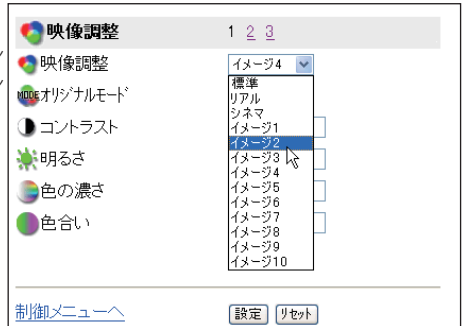 映像調整 1 2 3
映像調整 イメージ4
MODE オリジナルモード
コントラスト
明るさ
色の濃さ
色合い
標準
リアル
シネマ
イメージ1
イメージ2
イメージ3
イメージ4
イメージ5
イメージ6
イメージ7
イメージ8
イメージ9
イメージ10
制御メニューへ 設定 リセット